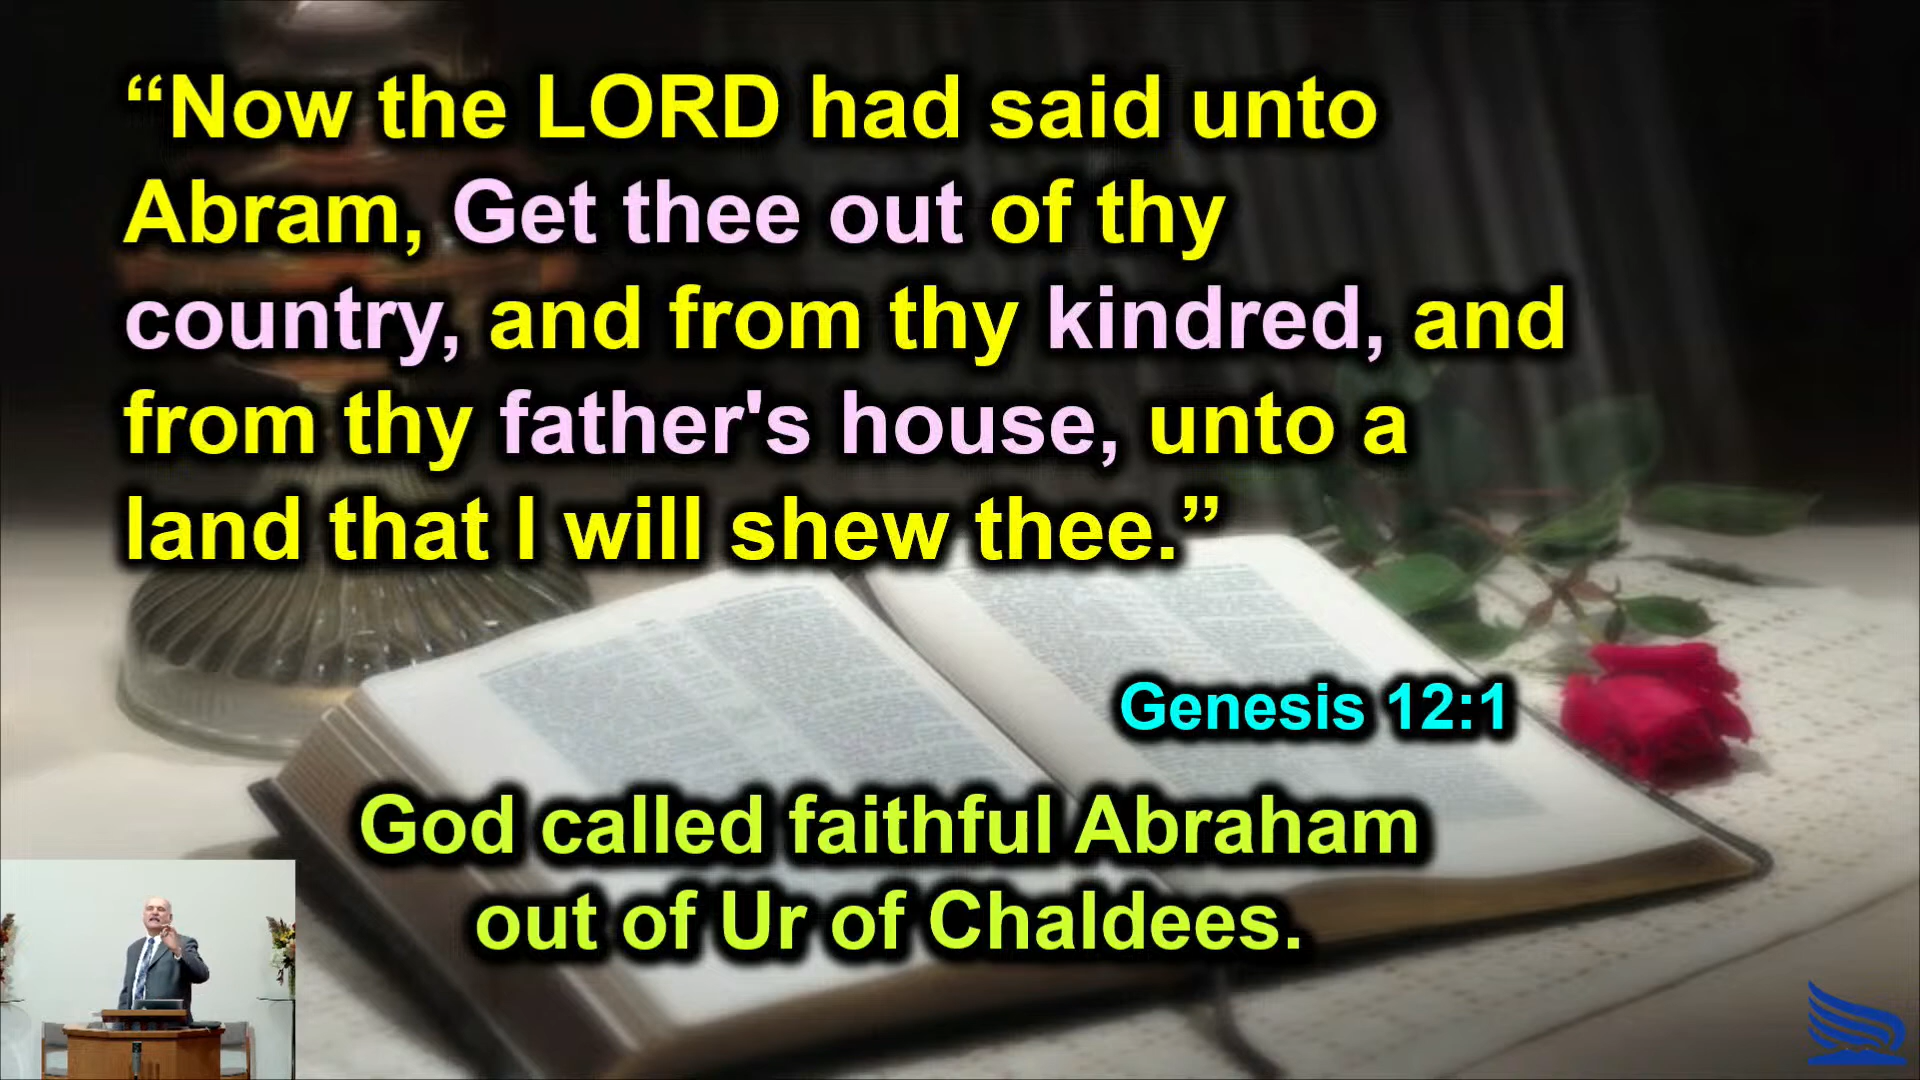 “Now the LORD had said unto
Abram, Get thee out of thy
country, and from thy kindred, and
from thy father's house, unto a
land that I will shew thee.”
Genesis 12:1
God called faithful Abraham
out of Ur of Chaldees.